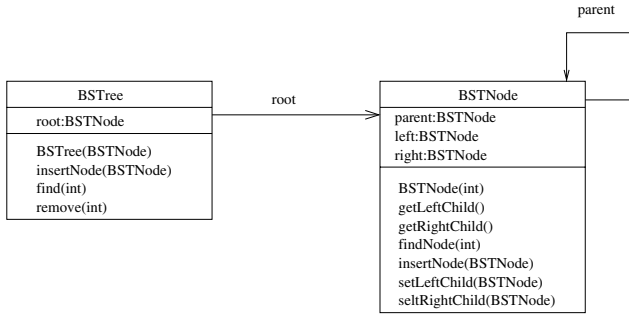 parent
BSTree
root:BSTNode
BSTree(BSTNode)
insertNode(BSTNode)
find(int)
remove(int)
root
BSTNode
parent:BSTNode
left:BSTNode
right:BSTNode
BSTNode(int)
getLeftChild()
getRightChild()
findNode(int)
insertNode(BSTNode)
setLeftChild(BSTNode)
seltRightChild(BSTNode)